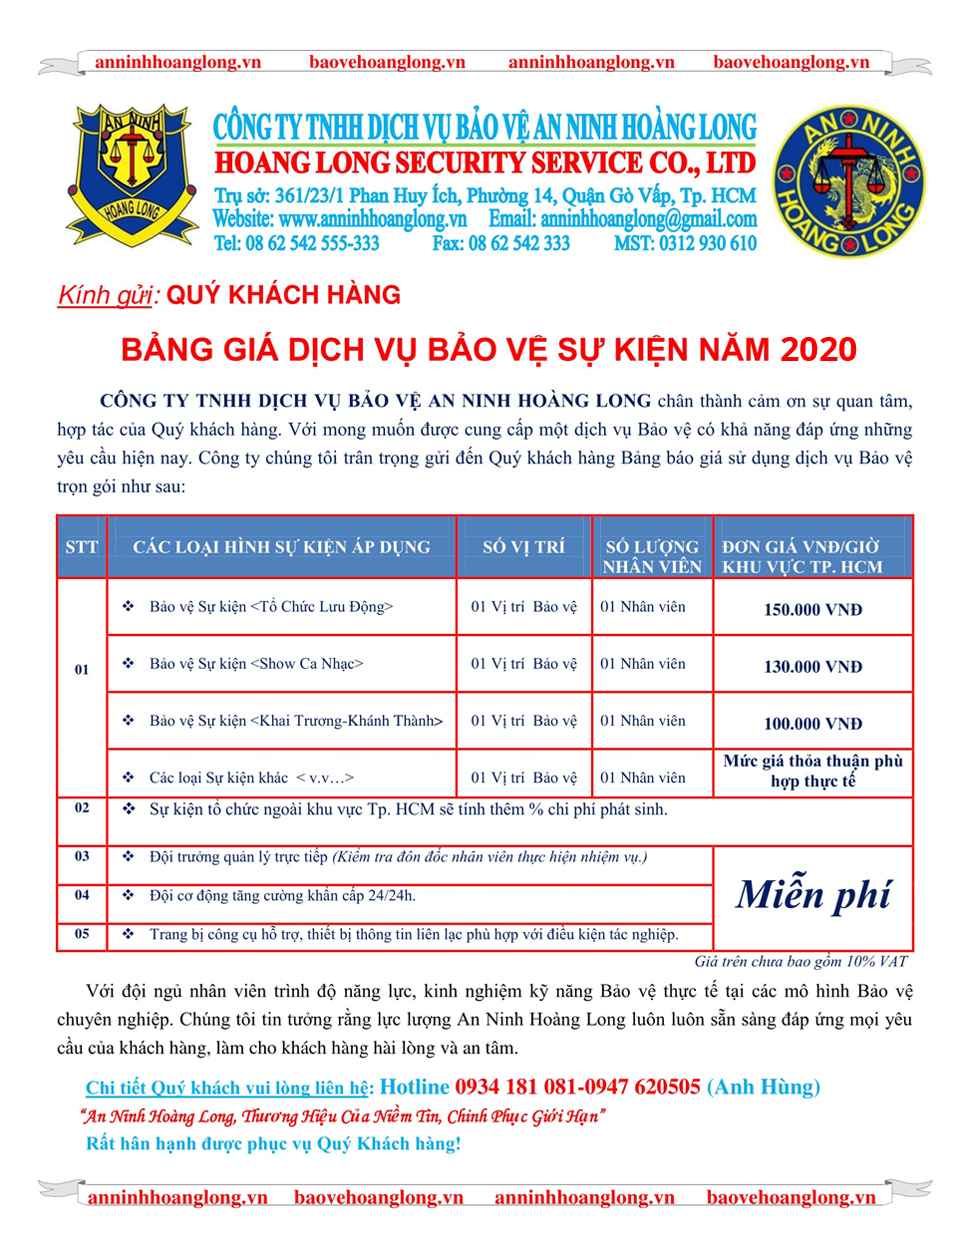 anninhhoanglong.vn baovehoanglong.vn anninhhoanglong.vn baovehoanglong.vn
AN NINH
HOANG LONG
CÔNG TY TNHH DỊCH VỤ BẢO VỆ AN NINH HOÀNG LONG
HOANG LONG SECURITY SERVICE CO., LTD
Trụ sở: 361/23/1 Phan Huy Ích, Phường 14, Quận Gò Vấp, Tp. HCM
Website: www.anninhhoanglong.vn Email: anninhhoanglong@gmail.com
Tel: 08 62 542 555-333 Fax: 08 62 542 333 MST: 0312 930 610
AN NINH
HOANG LONG
Kính gửi: QUÝ KHÁCH HÀNG
BẢNG GIÁ DỊCH VỤ BẢO VỆ SỰ KIỆN NĂM 2020
CÔNG TY TNHH DỊCH VỤ BẢO VỆ AN NINH HOÀNG LONG chân thành cảm ơn sự quan tâm,
hợp tác của Quý khách hàng. Với mong muốn được cung cấp một dịch vụ Bảo vệ có khả năng đáp ứng những
yêu cầu hiện nay. Công ty chúng tôi trân trọng gửi đến Quý khách hàng Bảng báo giá sử dụng dịch vụ Bảo vệ
trọn gói như sau:
STT CÁC LOẠI HÌNH SỰ KIỆN ÁP DỤNG SỐ VỊ TRÍ SỐ LƯỢNG NHÂN VIÊN ĐƠN GIÁ VNĐ/GIỜ KHU VỰC TP. HCM
01
❖ Bảo vệ Sự kiện <Tổ Chức Lưu Động> 01 Vị trí Bảo vệ 01 Nhân viên 150.000 VNĐ
❖ Bảo vệ Sự kiện <Show Ca Nhạc> 01 Vị trí Bảo vệ 01 Nhân viên 130.000 VNĐ
❖ Bảo vệ Sự kiện <Khai Trương-Khánh Thành> 01 Vị trí Bảo vệ 01 Nhân viên 100.000 VNĐ
❖ Các loại Sự kiện khác < v.v…> 01 Vị trí Bảo vệ 01 Nhân viên Mức giá thỏa thuận phù hợp thực tế
02 ❖ Sự kiện tổ chức ngoài khu vực Tp. HCM sẽ tính thêm % chi phí phát sinh.
03 ❖ Đội trưởng quản lý trực tiếp (Kiểm tra đôn đốc nhân viên thực hiện nhiệm vụ.)
04 ❖ Đội cơ động tăng cường khẩn cấp 24/24h.
05 ❖ Trang bị công cụ hỗ trợ, thiết bị thông tin liên lạc phù hợp với điều kiện tác nghiệp.
Miễn phí
Giá trên chưa bao gồm 10% VAT
Với đội ngủ nhân viên trình độ năng lực, kinh nghiệm kỹ năng Bảo vệ thực tế tại các mô hình Bảo vệ
chuyên nghiệp. Chúng tôi tin tưởng rằng lực lượng An Ninh Hoàng Long luôn luôn sẵn sàng đáp ứng mọi yêu
cầu của khách hàng, làm cho khách hàng hài lòng và an tâm.
Chi tiết Quý khách vui lòng liên hệ: Hotline 0934 181 081-0947 620505 (Anh Hùng)
“An Ninh Hoàng Long, Thương Hiệu Của Niềm Tin, Chinh Phục Giới Hạn”
Rất hân hạnh được phục vụ Quý Khách hàng!
anninhhoanglong.vn baovehoanglong.vn anninhhoanglong.vn baovehoanglong.vn